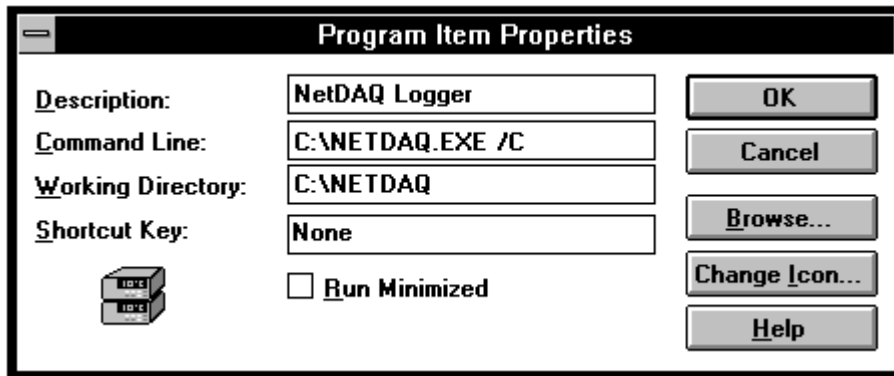 Program Item Properties
Description: NetDAQ Logger
OK
Command Line: C:\NETDAQ.EXE /C
Cancel
Working Directory: C:\NETDAQ
Browse...
Shortcut Key: None
Change Icon...
Run Minimized
Help